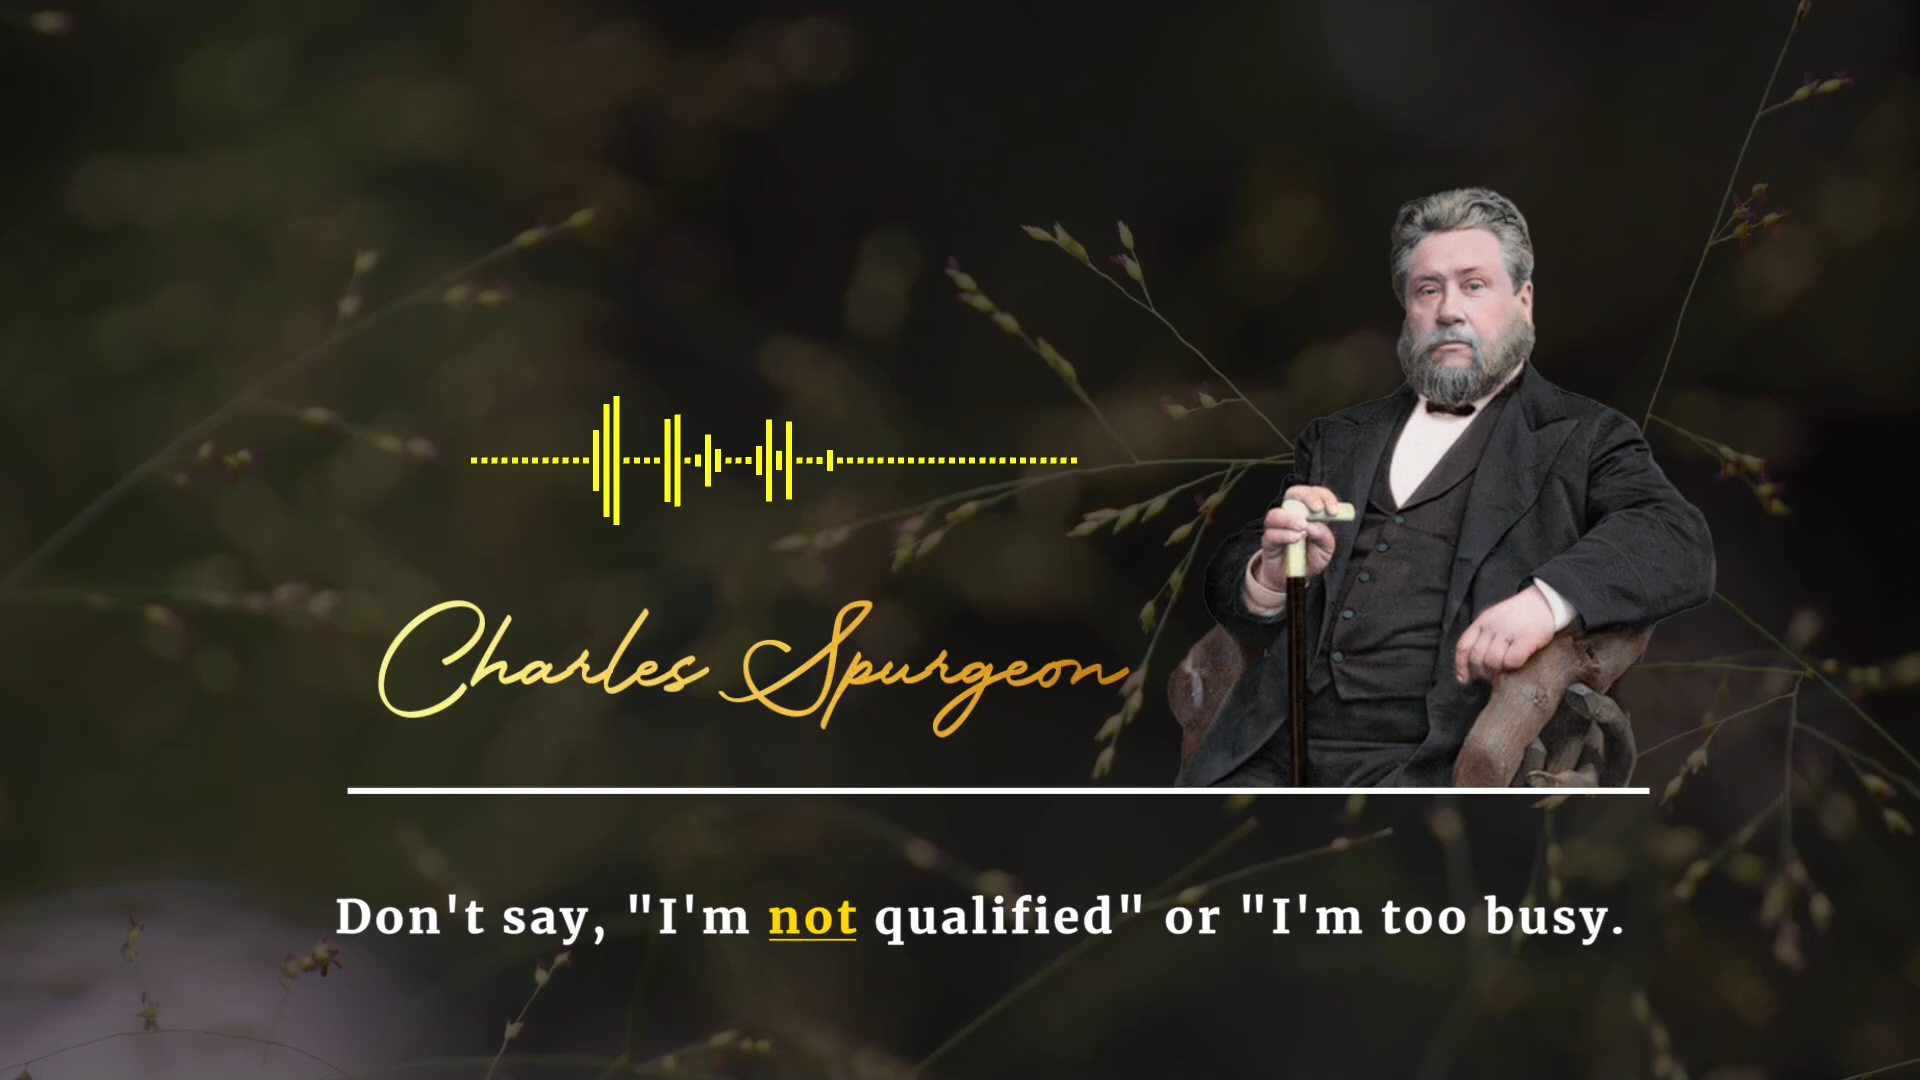 Charles Spurgeon
Don't say, "I'm not qualified" or "I'm too busy.